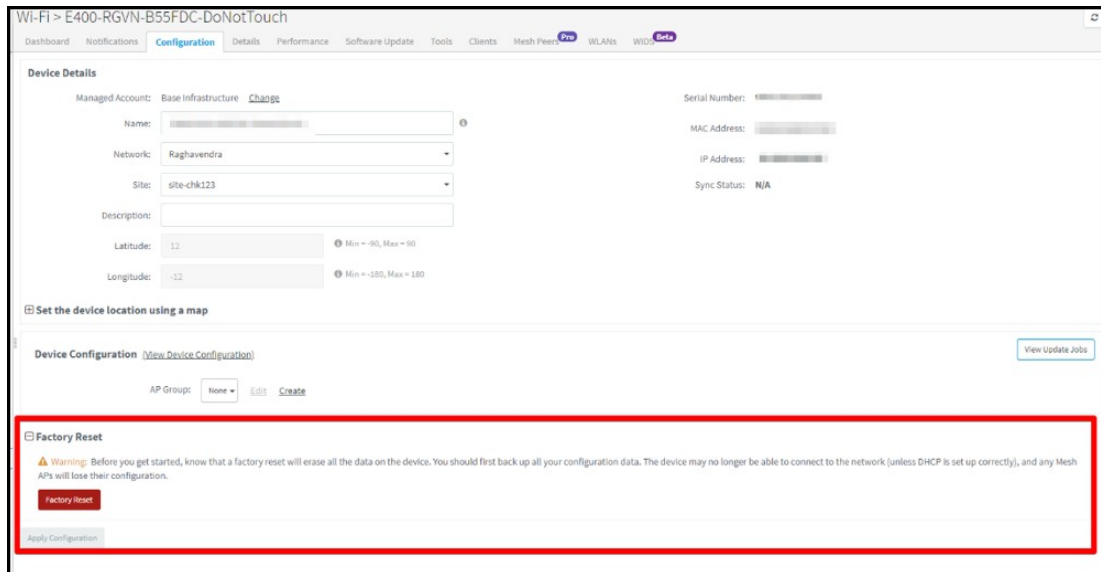 Wi-Fi > E400-RGVN-B55FDC-DoNotTouch
Dashboard Notifications Configuration Details Performance Software Update Tools Clients Mesh Peers Pro WLANs WIDS Beta
Device Details
Managed Account: Base Infrastructure Change
Serial Number:
Name:
MAC Address:
Network: Raghavendra
IP Address:
Site: site-chk123
Sync Status: N/A
Description:
Latitude: 12 Min = -90, Max = 90
Longitude: -12 Min = -180, Max = 180
Set the device location using a map
Device Configuration (View Device Configuration)
View Update Jobs
AP Group: None Edit Create
Factory Reset
Warning: Before you get started, know that a factory reset will erase all the data on the device. You should first back up all your configuration data. The device may no longer be able to connect to the network (unless DHCP is set up correctly), and any Mesh
APs will lose their configuration.
Factory Reset
Apply Configuration